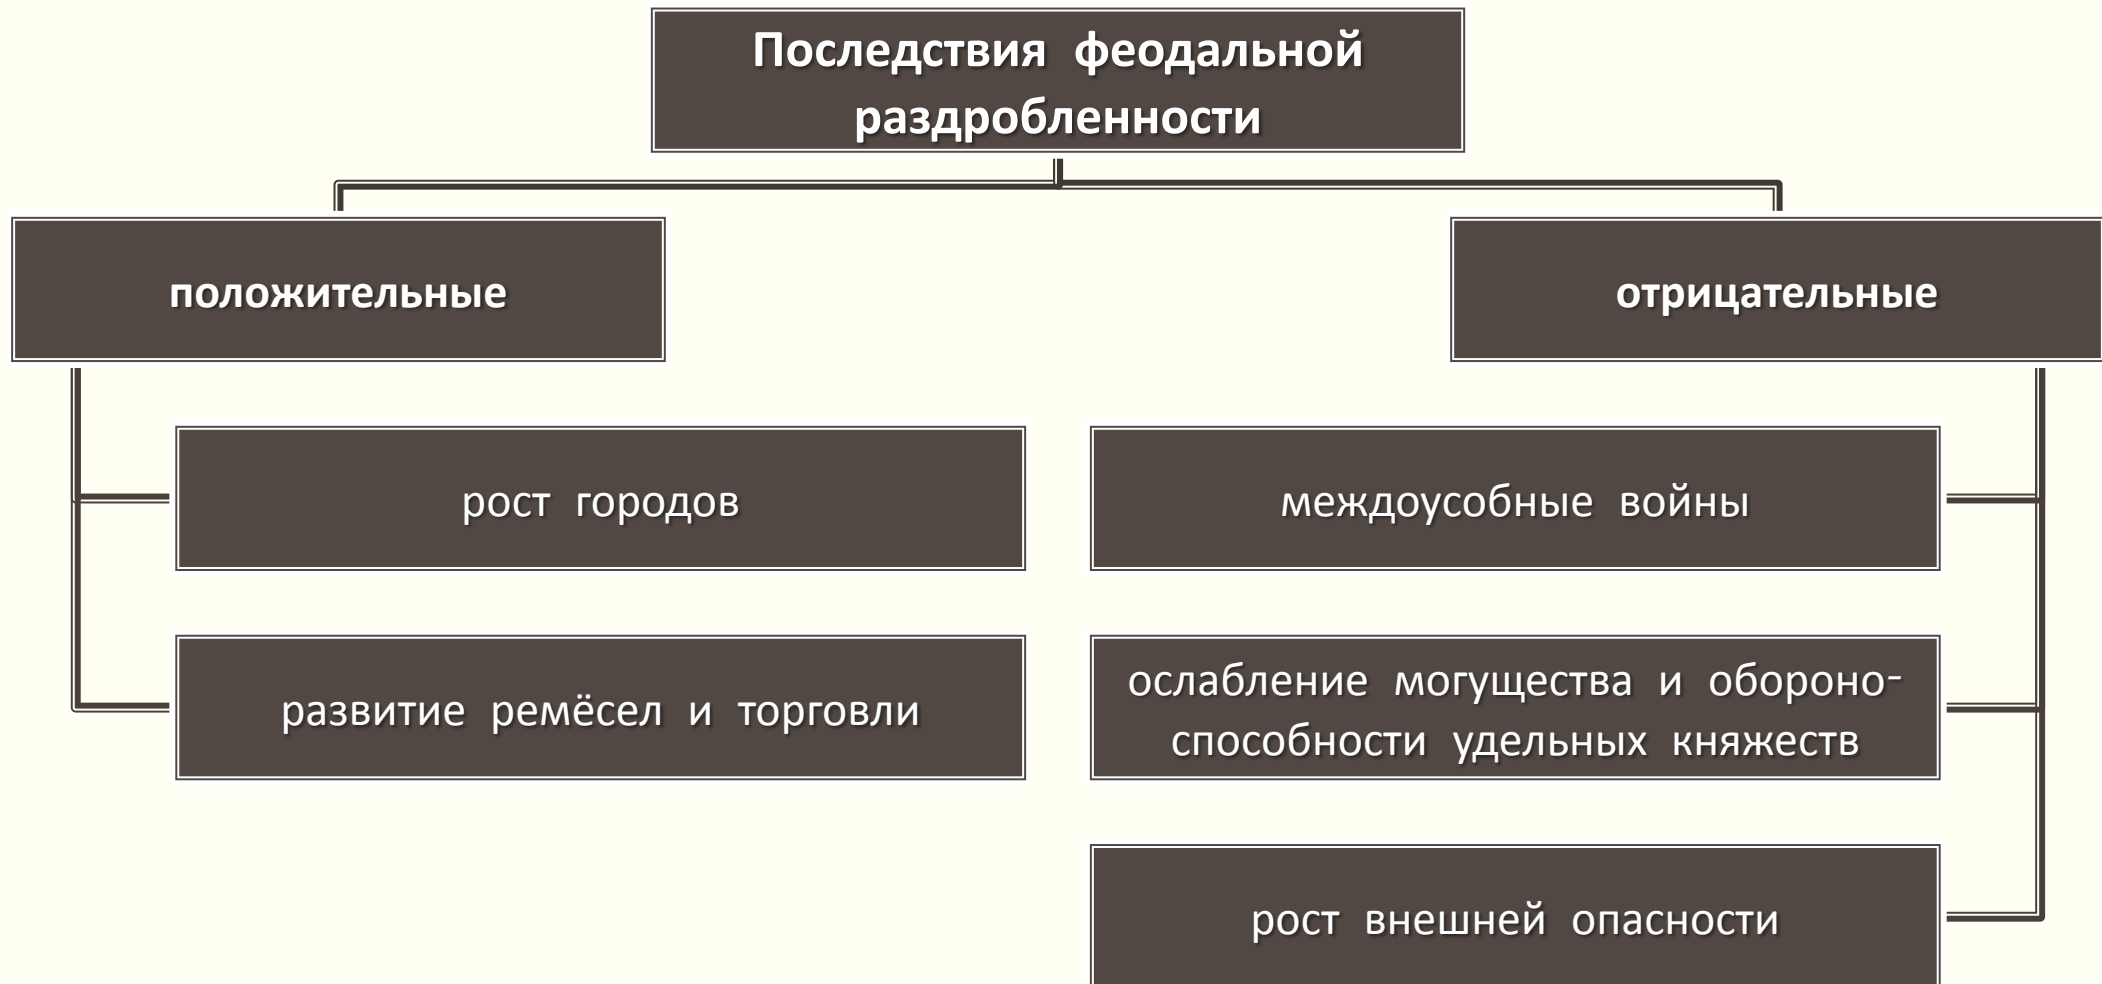 Последствия феодальной
раздробленности
положительные
отрицательные
рост городов
междоусобные войны
развитие ремёсел и торговли
ослабление могущества и обороно-
способности удельных княжеств
рост внешней опасности